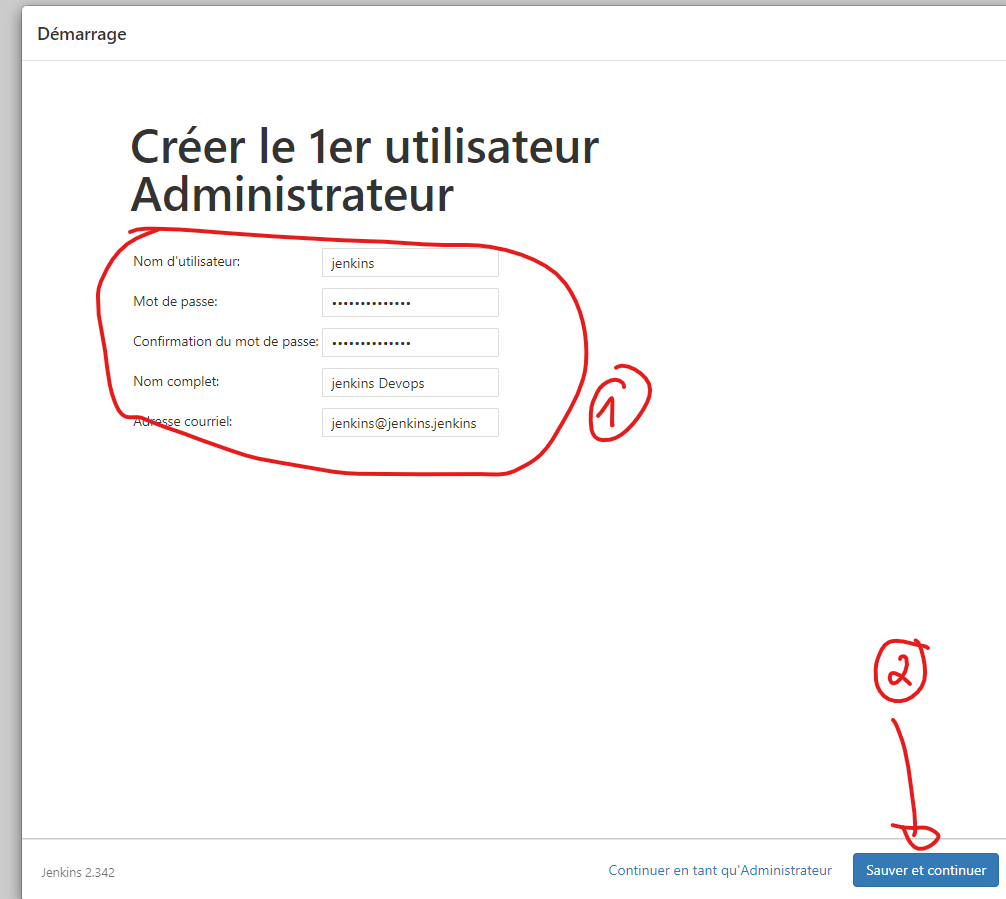 Démarrage
Créer le 1er utilisateur
Administrateur
Nom d'utilisateur: jenkins
Mot de passe: ••••••••••••••
Confirmation du mot de passe: ••••••••••••••
Nom complet: jenkins Devops
Adresse courriel: jenkins@jenkins.jenkins
1
2
Jenkins 2.342 Continuer en tant qu'Administrateur Sauver et continuer